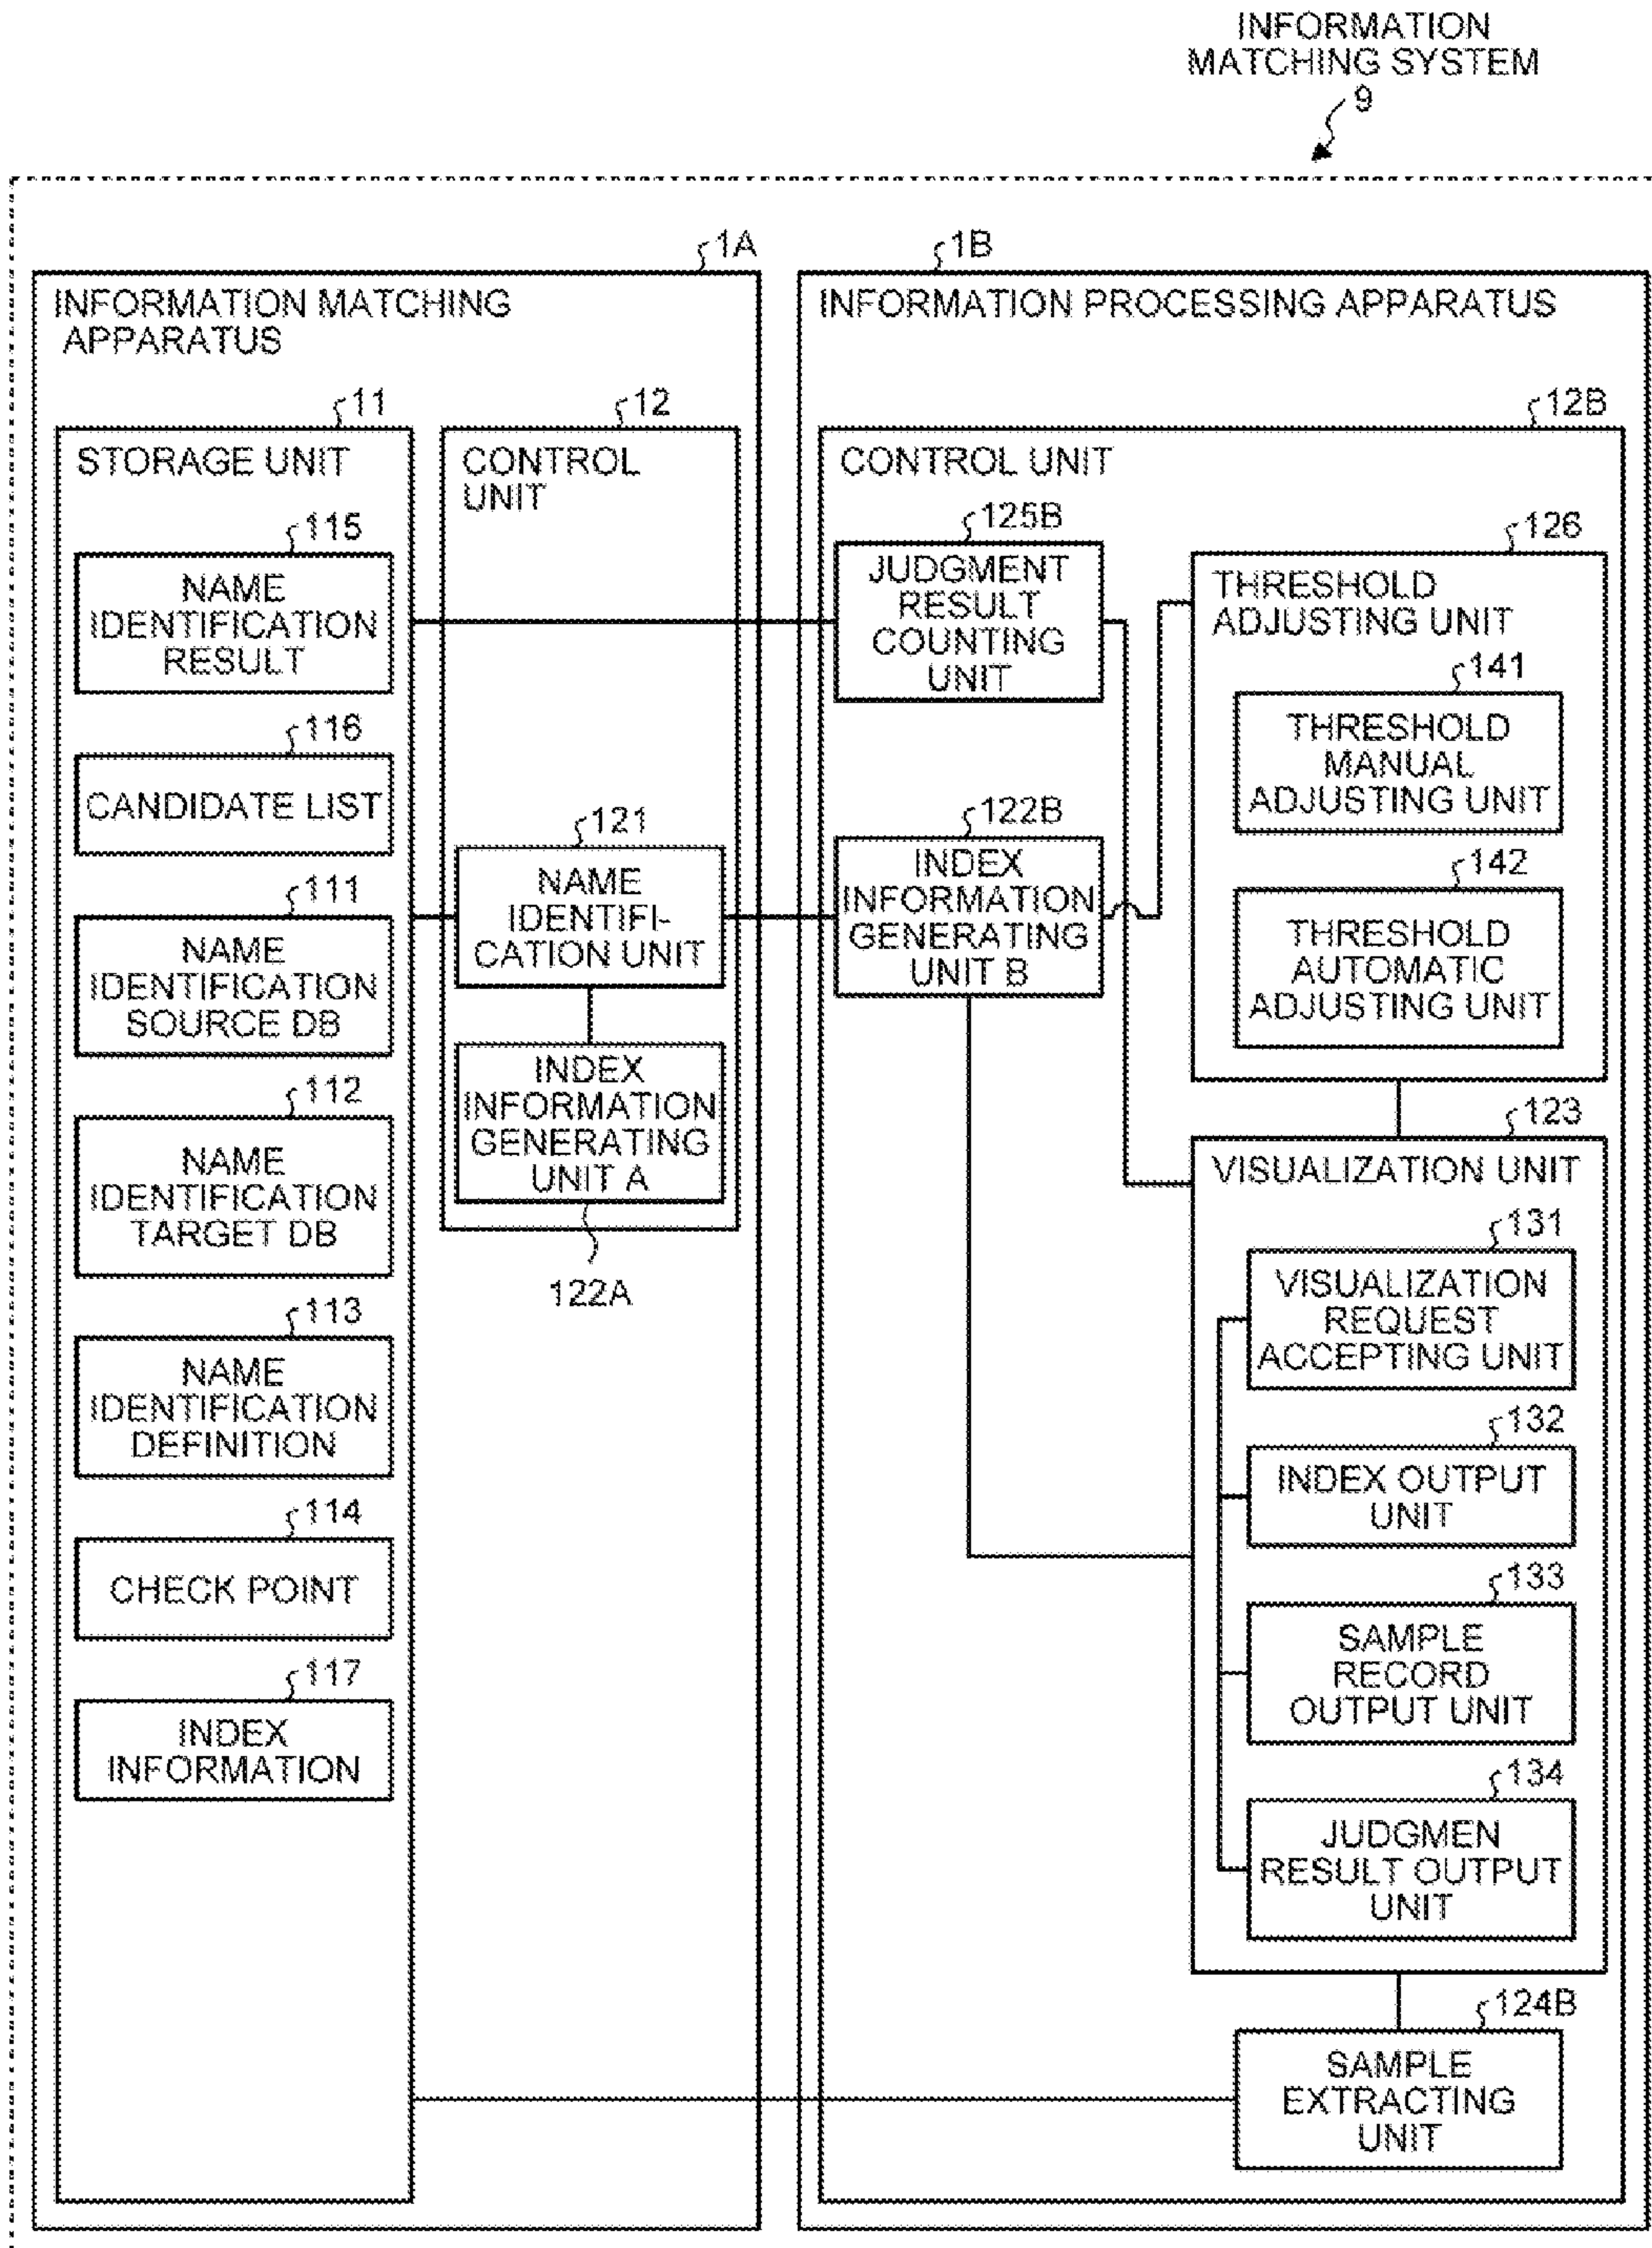 INFORMATION
MATCHING SYSTEM
9
1A
INFORMATION MATCHING
APPARATUS
11
STORAGE UNIT
115
NAME
IDENTIFICATION
RESULT
116
CANDIDATE LIST
111
NAME
IDENTIFICATION
SOURCE DB
112
NAME
IDENTIFICATION
TARGET DB
113
NAME
IDENTIFICATION
DEFINITION
114
CHECK POINT
117
INDEX
INFORMATION
12
CONTROL
UNIT
121
NAME
IDENTIFI-
CATION UNIT
INDEX
INFORMATION
GENERATING
UNIT A
122A
1B
INFORMATION PROCESSING APPARATUS
12B
CONTROL UNIT
125B
JUDGMENT
RESULT
COUNTING
UNIT
122B
INDEX
INFORMATION
GENERATING
UNIT B
126
THRESHOLD
ADJUSTING UNIT
141
THRESHOLD
MANUAL
ADJUSTING UNIT
142
THRESHOLD
AUTOMATIC
ADJUSTING UNIT
123
VISUALIZATION UNIT
131
VISUALIZATION
REQUEST
ACCEPTING UNIT
132
INDEX OUTPUT
UNIT
133
SAMPLE
RECORD
OUTPUT UNIT
134
JUDGMEN
RESULT OUTPUT
UNIT
124B
SAMPLE
EXTRACTING
UNIT